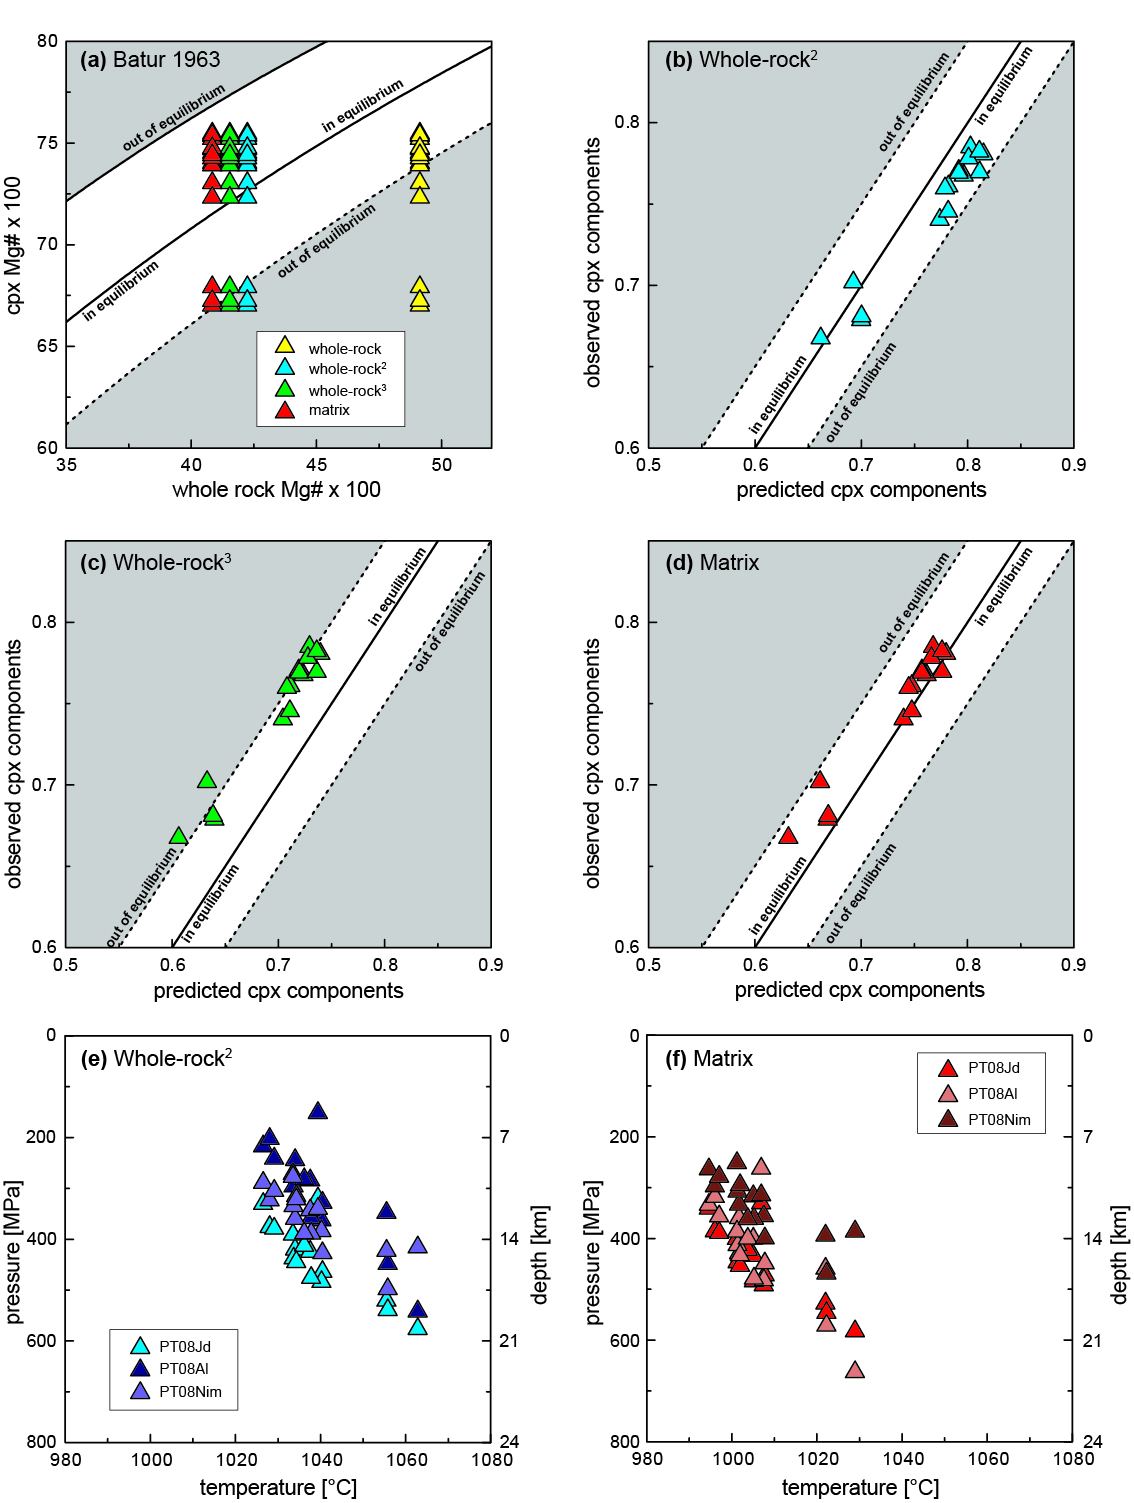 (a) Batur 1963
80
75
70
65
60
cpx Mg# x 100
out of equilibrium
in equilibrium
in equilibrium
out of equilibrium
whole-rock
whole-rock²
whole-rock³
matrix
35 40 45 50
whole rock Mg# x 100
(b) Whole-rock²
0.8
0.7
0.6
observed cpx components
out of equilibrium
in equilibrium
in equilibrium
out of equilibrium
0.5 0.6 0.7 0.8 0.9
predicted cpx components
(c) Whole-rock³
0.8
0.7
0.6
observed cpx components
in equilibrium
out of equilibrium
out of equilibrium
in equilibrium
0.5 0.6 0.7 0.8 0.9
predicted cpx components
(d) Matrix
0.8
0.7
0.6
observed cpx components
out of equilibrium
in equilibrium
in equilibrium
out of equilibrium
0.5 0.6 0.7 0.8 0.9
predicted cpx components
(e) Whole-rock²
0
200
400
600
800
pressure [MPa]
0
7
14
21
24
depth [km]
PT08Jd
PT08Al
PT08Nim
980 1000 1020 1040 1060 1080
temperature [°C]
(f) Matrix
0
200
400
600
800
pressure [MPa]
0
7
14
21
24
depth [km]
PT08Jd
PT08Al
PT08Nim
980 1000 1020 1040 1060 1080
temperature [°C]